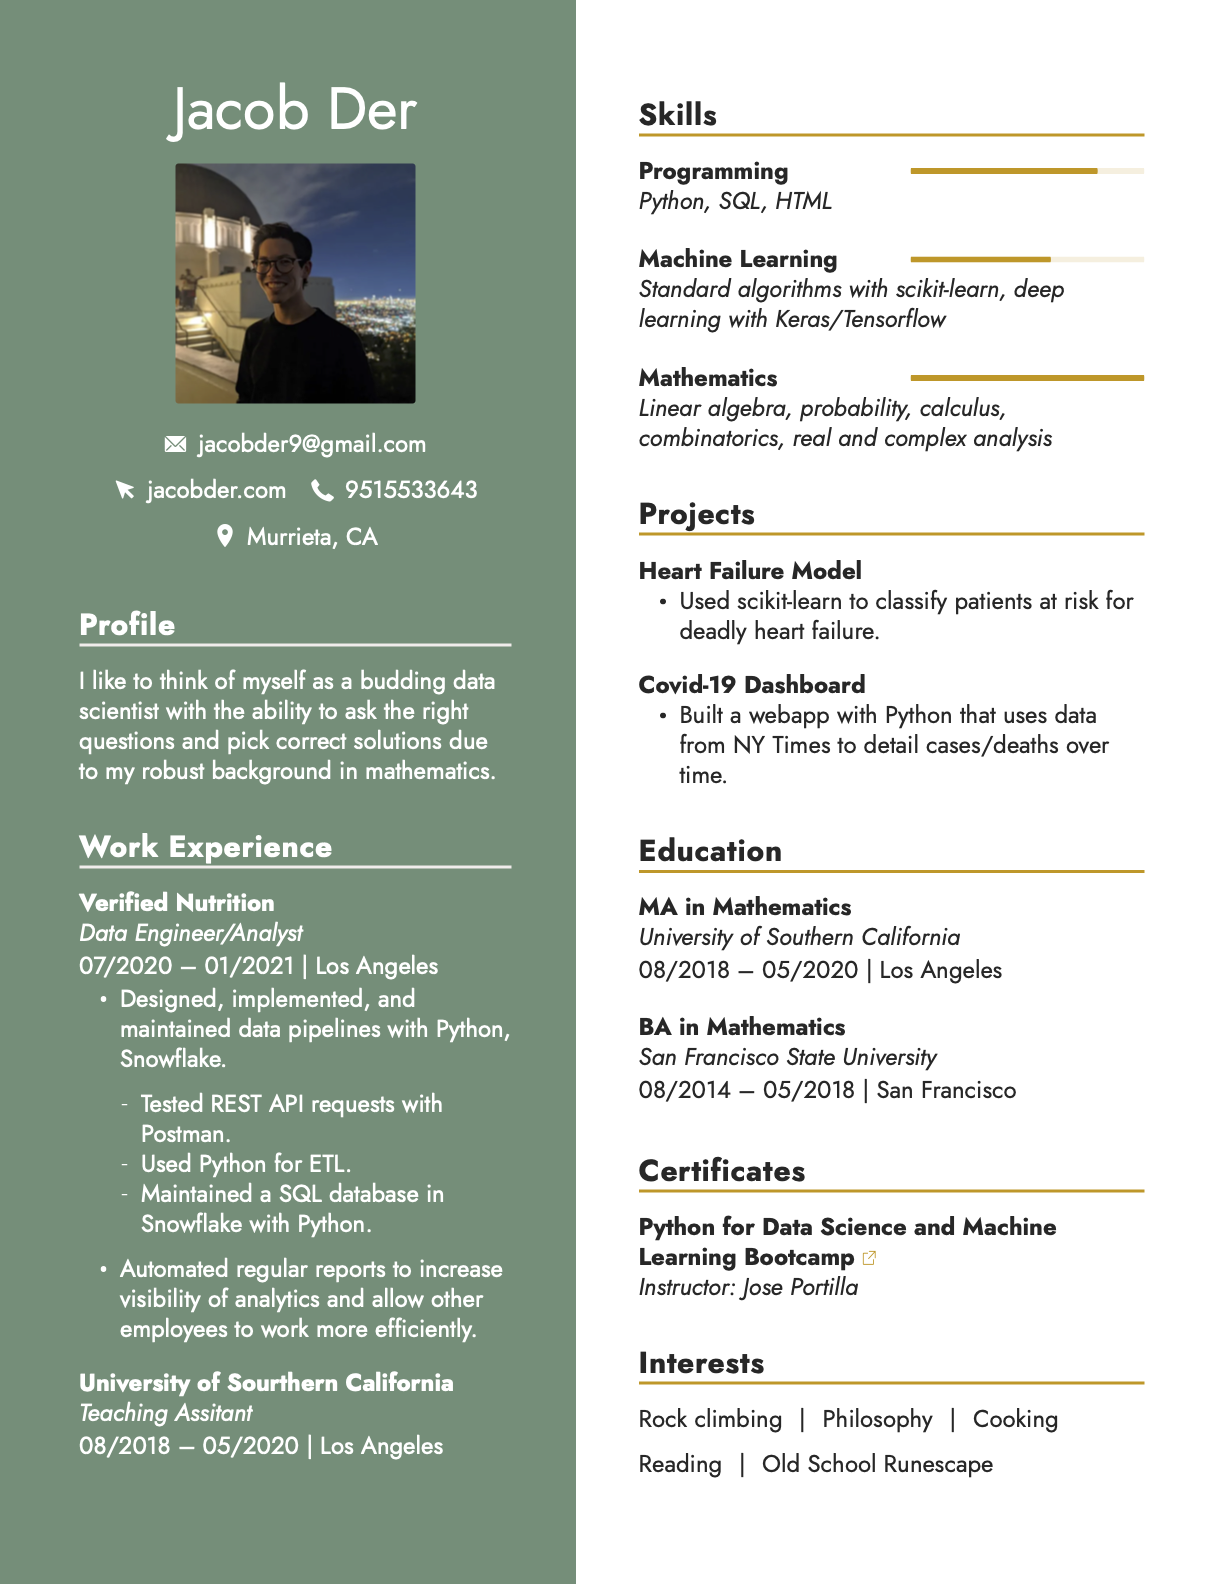 Jacob Der
jacobder9@gmail.com
jacobder.com 9515533643
Murrieta, CA
Profile
I like to think of myself as a budding data
scientist with the ability to ask the right
questions and pick correct solutions due
to my robust background in mathematics.
Work Experience
Verified Nutrition
Data Engineer/Analyst
07/2020 – 01/2021 | Los Angeles
• Designed, implemented, and
maintained data pipelines with Python,
Snowflake.
- Tested REST API requests with
Postman.
- Used Python for ETL.
- Maintained a SQL database in
Snowflake with Python.
• Automated regular reports to increase
visibility of analytics and allow other
employees to work more efficiently.
University of Sourthern California
Teaching Assitant
08/2018 – 05/2020 | Los Angeles
Skills
Programming
Python, SQL, HTML
Machine Learning
Standard algorithms with scikit-learn, deep
learning with Keras/Tensorflow
Mathematics
Linear algebra, probability, calculus,
combinatorics, real and complex analysis
Projects
Heart Failure Model
• Used scikit-learn to classify patients at risk for
deadly heart failure.
Covid-19 Dashboard
• Built a webapp with Python that uses data
from NY Times to detail cases/deaths over
time.
Education
MA in Mathematics
University of Southern California
08/2018 – 05/2020 | Los Angeles
BA in Mathematics
San Francisco State University
08/2014 – 05/2018 | San Francisco
Certificates
Python for Data Science and Machine
Learning Bootcamp
Instructor: Jose Portilla
Interests
Rock climbing | Philosophy | Cooking
Reading | Old School Runescape